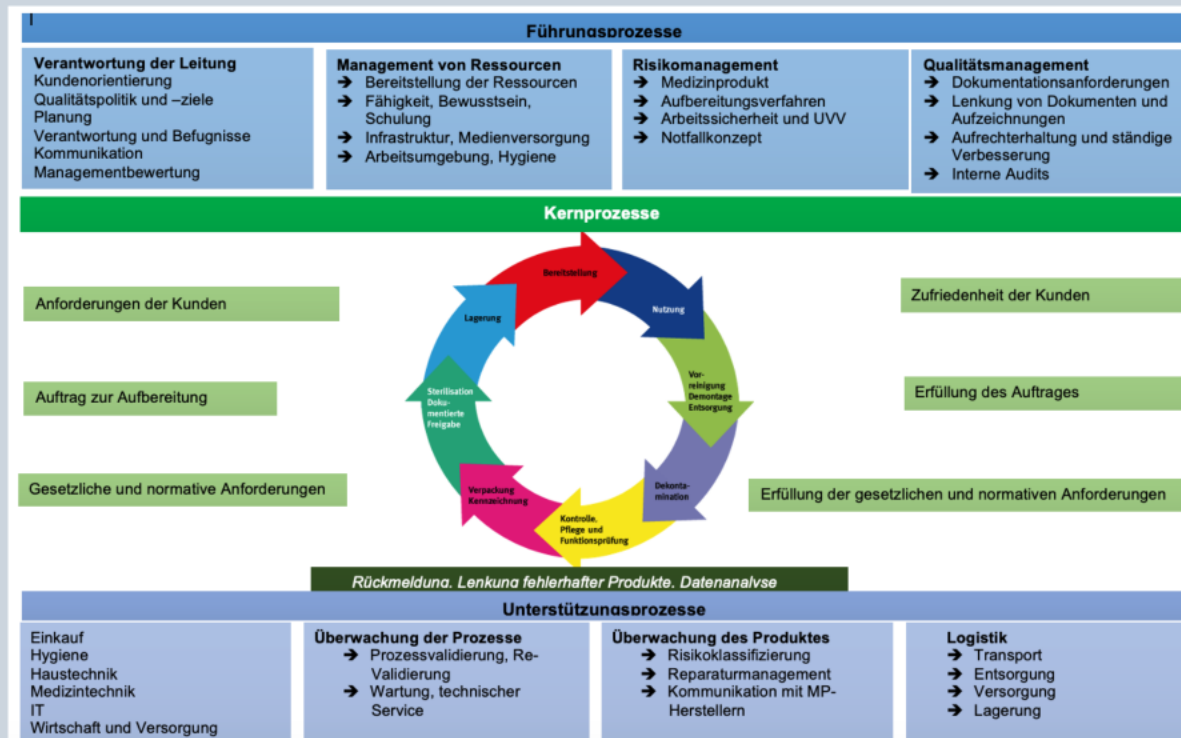 Führungsprozesse
Verantwortung der Leitung
Kundenorientierung
Qualitätspolitik und –ziele
Planung
Verantwortung und Befugnisse
Kommunikation
Managementbewertung
Management von Ressourcen
➔ Bereitstellung der Ressourcen
➔ Fähigkeit, Bewusstsein,
Schulung
➔ Infrastruktur, Medienversorgung
➔ Arbeitsumgebung, Hygiene
Risikomanagement
➔ Medizinprodukt
➔ Aufbereitungsverfahren
➔ Arbeitssicherheit und UVV
➔ Notfallkonzept
Qualitätsmanagement
➔ Dokumentationsanforderungen
➔ Lenkung von Dokumenten und
Aufzeichnungen
➔ Aufrechterhaltung und ständige
Verbesserung
➔ Interne Audits
Kernprozesse
Anforderungen der Kunden
Auftrag zur Aufbereitung
Gesetzliche und normative Anforderungen
Bereitstellung
Nutzung
Vor-
reinigung
Demontage
Entsorgung
Dekonta-
mination
Kontrolle,
Pflege und
Funktionsprüfung
Verpackung
Kennzeichnung
Sterilisation
Doku-
mentierte
Freigabe
Lagerung
Zufriedenheit der Kunden
Erfüllung des Auftrages
Erfüllung der gesetzlichen und normativen Anforderungen
Rückmeldung, Lenkung fehlerhafter Produkte, Datenanalyse
Unterstützungsprozesse
Einkauf
Hygiene
Haustechnik
Medizintechnik
IT
Wirtschaft und Versorgung
Überwachung der Prozesse
➔ Prozessvalidierung, Re-
Validierung
➔ Wartung, technischer
Service
Überwachung des Produktes
➔ Risikoklassifizierung
➔ Reparaturmanagement
➔ Kommunikation mit MP-
Herstellern
Logistik
➔ Transport
➔ Entsorgung
➔ Versorgung
➔ Lagerung